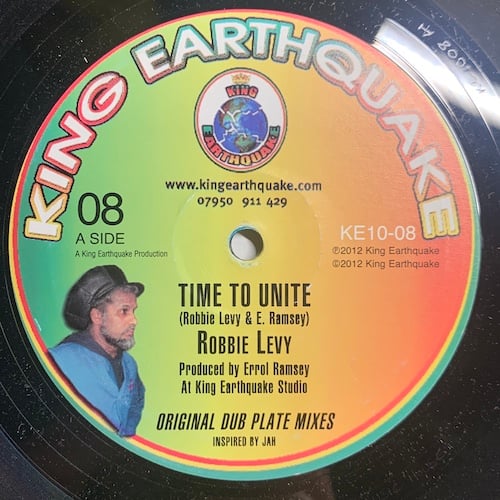 KING EARTHQUAKE
KING
EARTHQUAKE
www.kingearthquake.com
07950 911 429
08
A SIDE
A King Earthquake Production
KE10-08
℗2012 King Earthquake
©2012 King Earthquake
TIME TO UNITE
(Robbie Levy & E. Ramsey)
ROBBIE LEVY
Produced by Errol Ramsey
At King Earthquake Studio
ORIGINAL DUB PLATE MIXES
INSPIRED BY JAH